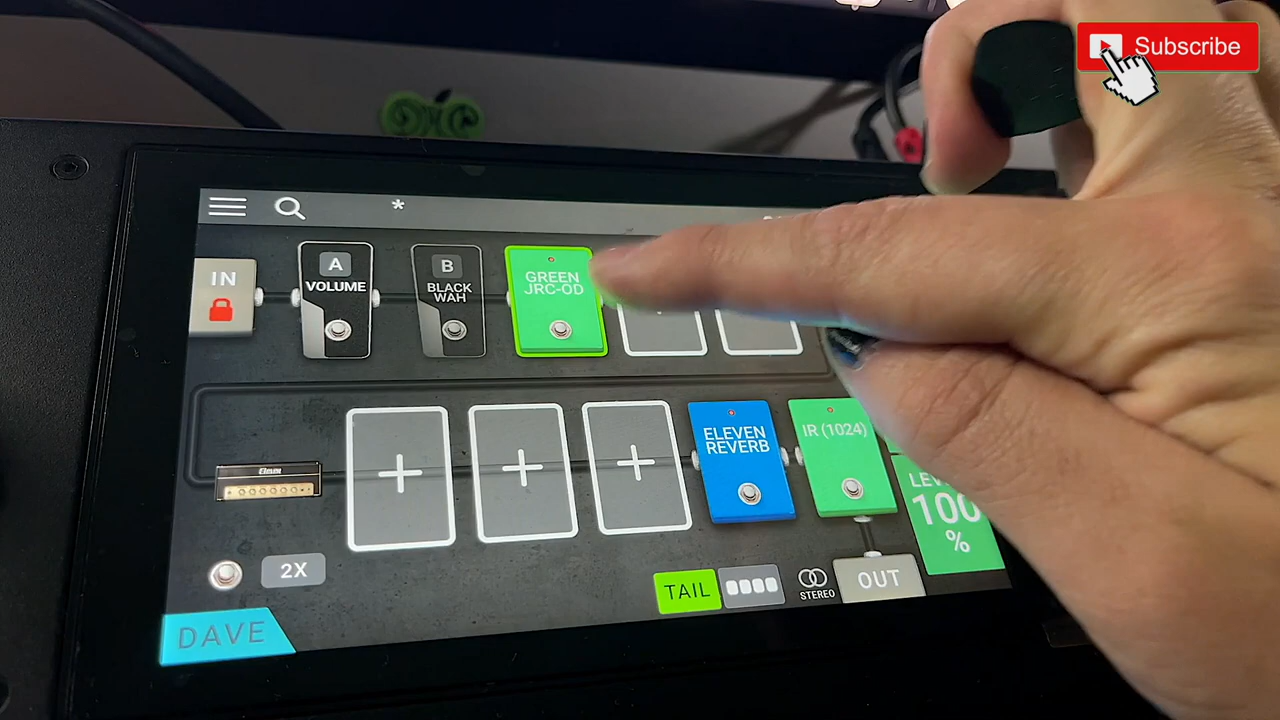 Subscribe
*
IN
A
VOLUME
B
BLACK
WAH
GREEN
JRC-OD
ELEVEN
REVERB
IR (1024)
100
%
2X
TAIL
STEREO
OUT
DAVE